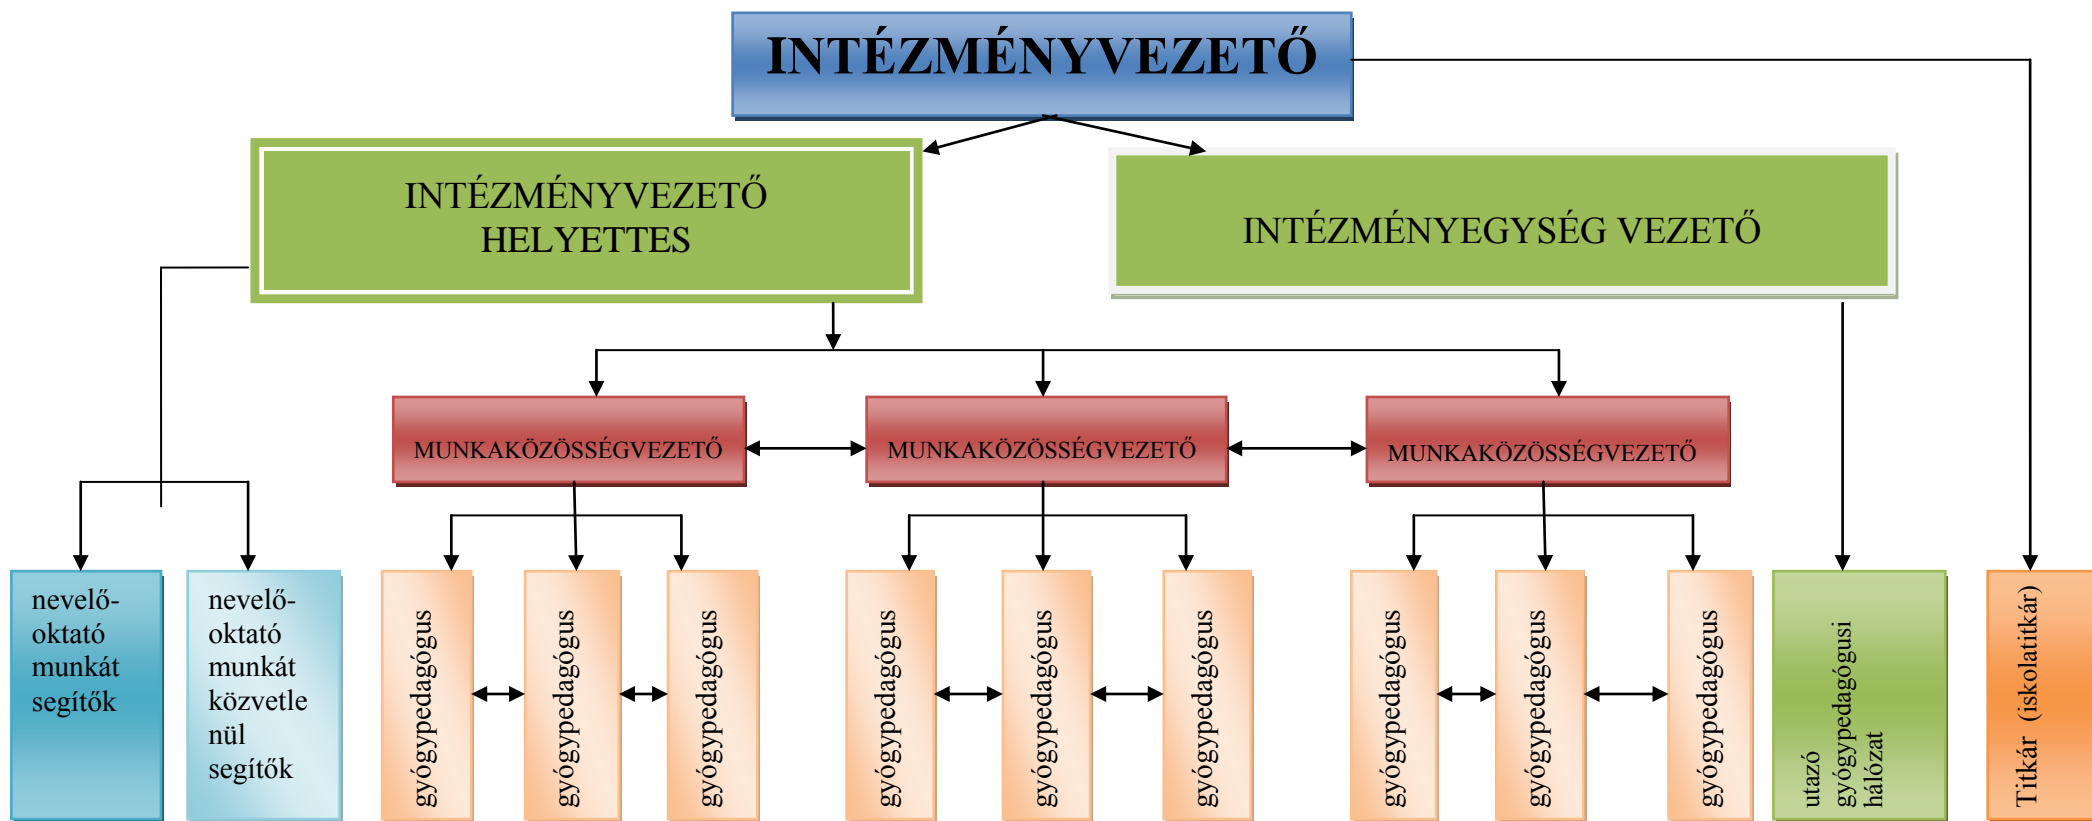 INTÉZMÉNYVEZETŐ
INTÉZMÉNYVEZETŐ
HELYETTES
INTÉZMÉNYEGYSÉG VEZETŐ
MUNKAKÖZÖSSÉGVEZETŐ
MUNKAKÖZÖSSÉGVEZETŐ
MUNKAKÖZÖSSÉGVEZETŐ
nevelő-
oktató
munkát
segítők
nevelő-
oktató
munkát
közvetle
nül
segítők
gyógypedagógus
gyógypedagógus
gyógypedagógus
gyógypedagógus
gyógypedagógus
gyógypedagógus
gyógypedagógus
gyógypedagógus
gyógypedagógus
utazó
gyógypedagógusi
hálózat
Titkár (iskolatitkár)